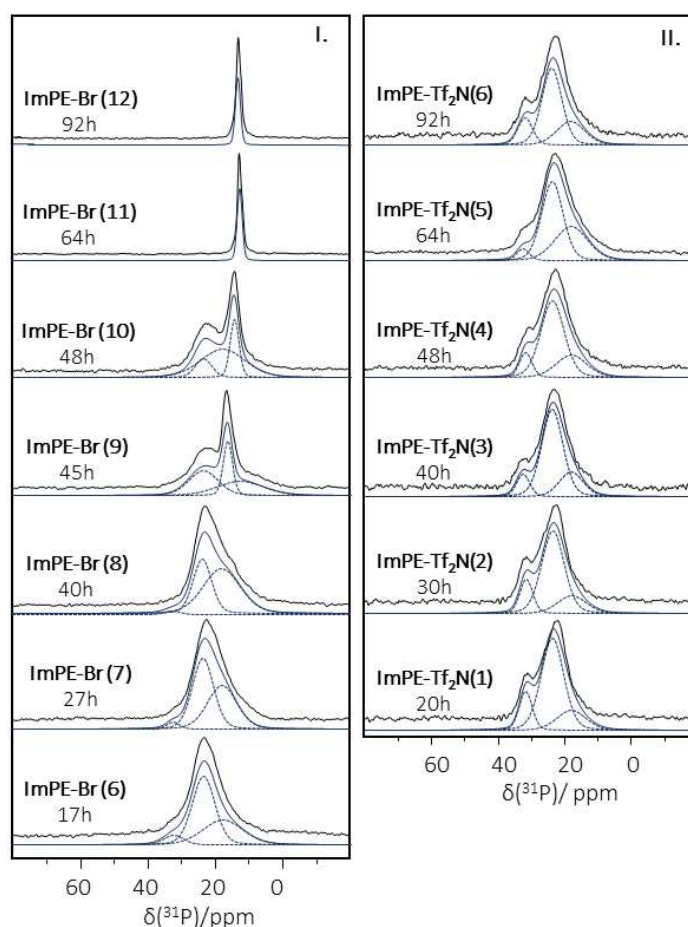 I.
ImPE-Br (12)
92h
ImPE-Br (11)
64h
ImPE-Br (10)
48h
ImPE-Br (9)
45h
ImPE-Br (8)
40h
ImPE-Br (7)
27h
ImPE-Br (6)
17h
60 40 20 0
δ(³¹P)/ppm
II.
ImPE-Tf₂N(6)
92h
ImPE-Tf₂N(5)
64h
ImPE-Tf₂N(4)
48h
ImPE-Tf₂N(3)
40h
ImPE-Tf₂N(2)
30h
ImPE-Tf₂N(1)
20h
60 40 20 0
δ(³¹P)/ ppm